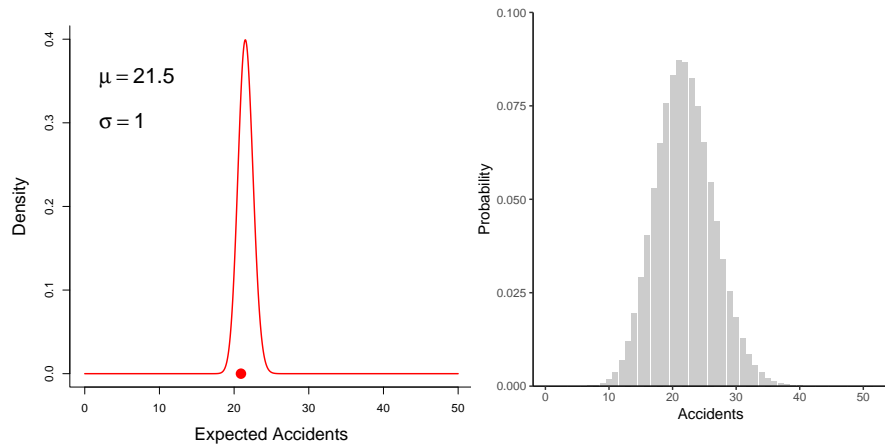 μ = 21.5
σ = 1
Density
0.0
0.1
0.2
0.3
0.4
0 10 20 30 40 50
Expected Accidents
Probability
0.100
0.075
0.050
0.025
0.000
0 10 20 30 40 50
Accidents